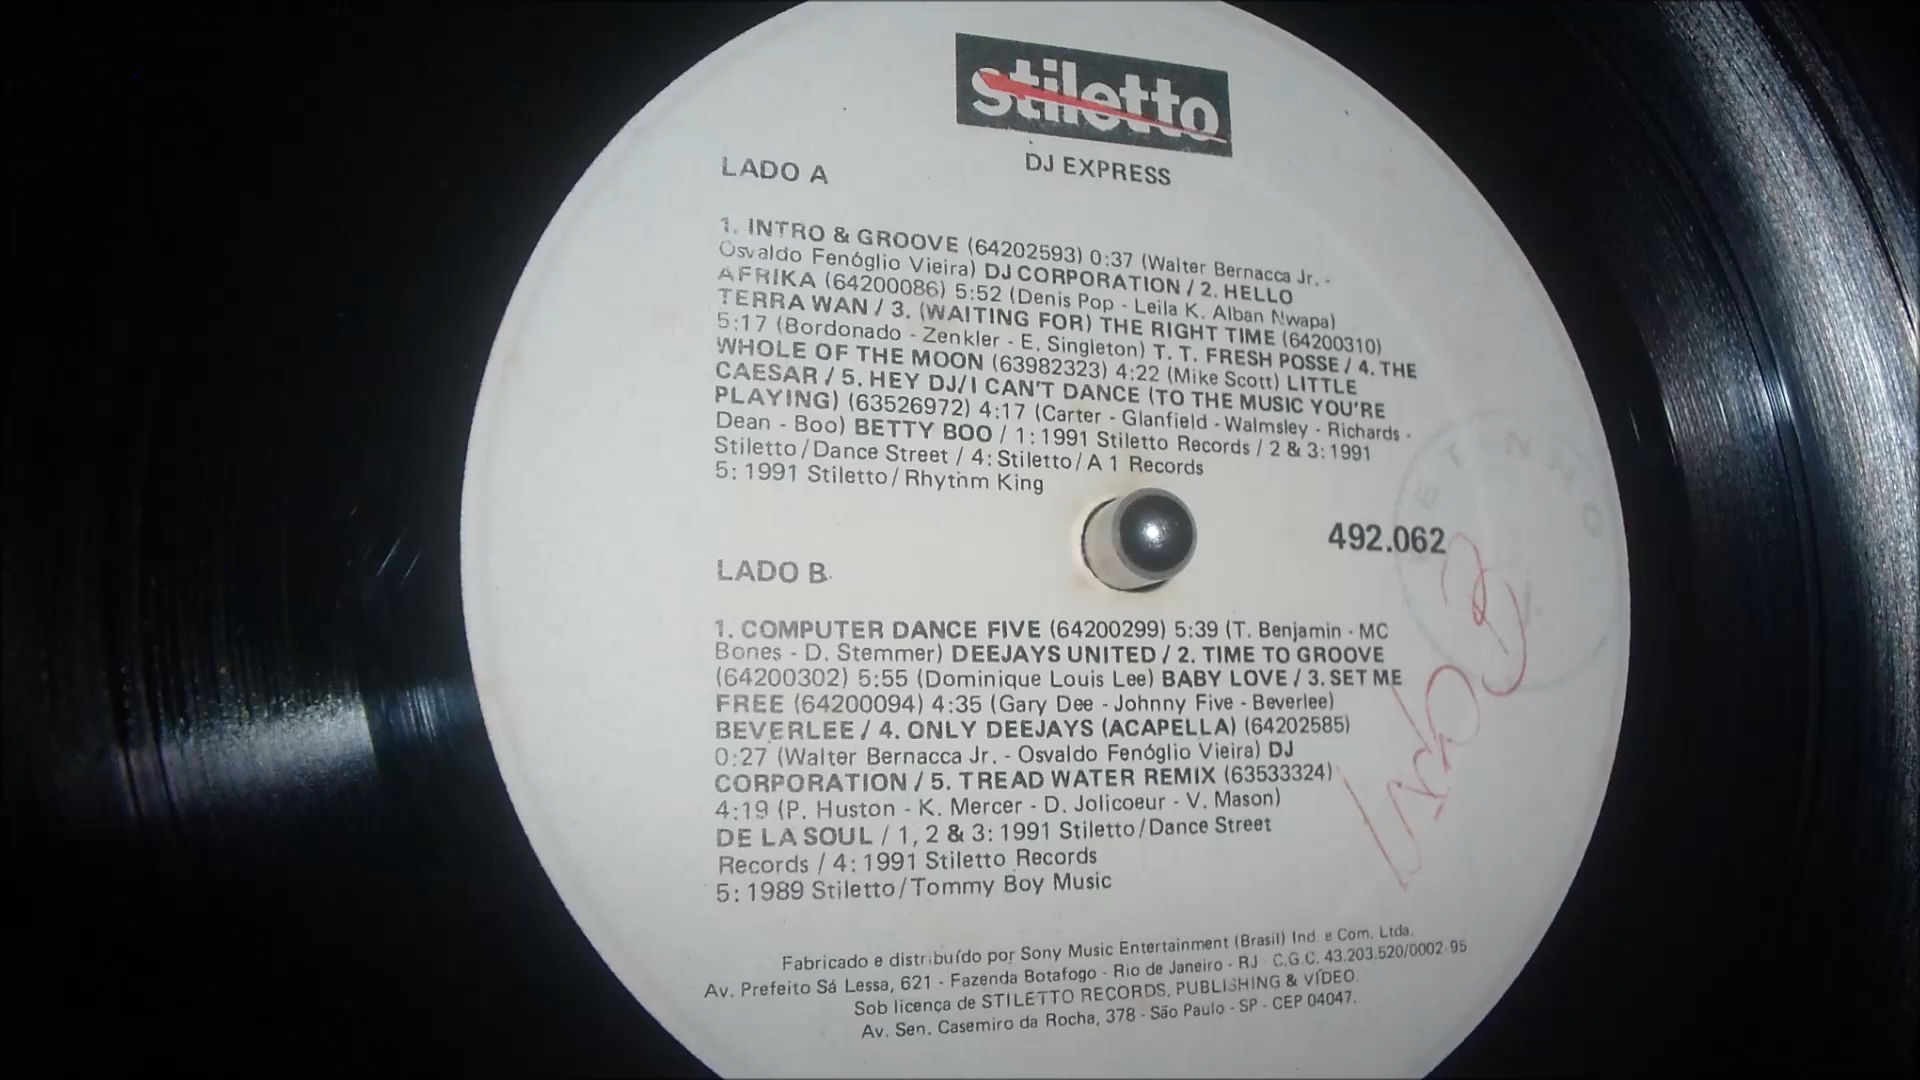 stiletto
DJ EXPRESS
LADO A
1. INTRO & GROOVE (64202593) 0:37 (Walter Bernacca Jr. -
Osvaldo Fenóglio Vieira) DJ CORPORATION / 2. HELLO
AFRIKA (64200086) 5:52 (Denis Pop - Leila K. Alban Nwapa)
TERRA WAN / 3. (WAITING FOR) THE RIGHT TIME (64200310)
5:17 (Bordonado - Zenkler - E. Singleton) T. T. FRESH POSSE / 4. THE
WHOLE OF THE MOON (63982323) 4:22 (Mike Scott) LITTLE
CAESAR / 5. HEY DJ/I CAN'T DANCE (TO THE MUSIC YOU'RE
PLAYING) (63526972) 4:17 (Carter - Glanfield - Walmsley - Richards -
Dean - Boo) BETTY BOO / 1: 1991 Stiletto Records / 2 & 3: 1991
Stiletto/Dance Street / 4: Stiletto/A 1 Records
5: 1991 Stiletto/Rhythm King
492.062
LADO B
1. COMPUTER DANCE FIVE (64200299) 5:39 (T. Benjamin - MC
Bones - D. Stemmer) DEEJAYS UNITED / 2. TIME TO GROOVE
(64200302) 5:55 (Dominique Louis Lee) BABY LOVE / 3. SET ME
FREE (64200094) 4:35 (Gary Dee - Johnny Five - Beverlee)
BEVERLEE / 4. ONLY DEEJAYS (ACAPELLA) (64202585)
0:27 (Walter Bernacca Jr. - Osvaldo Fenóglio Vieira) DJ
CORPORATION / 5. TREAD WATER REMIX (63533324)
4:19 (P. Huston - K. Mercer - D. Jolicoeur - V. Mason)
DE LA SOUL / 1, 2 & 3: 1991 Stiletto/Dance Street
Records / 4: 1991 Stiletto Records
5: 1989 Stiletto/Tommy Boy Music
Fabricado e distribuído por Sony Music Entertainment (Brasil) Ind. e Com. Ltda.
Av. Prefeito Sá Lessa, 621 - Fazenda Botafogo - Rio de Janeiro - RJ - C.G.C. 43.203.520/0002-95
Sob licença de STILETTO RECORDS, PUBLISHING & VÍDEO.
Av. Sen. Casemiro da Rocha, 378 - São Paulo - SP - CEP 04047.